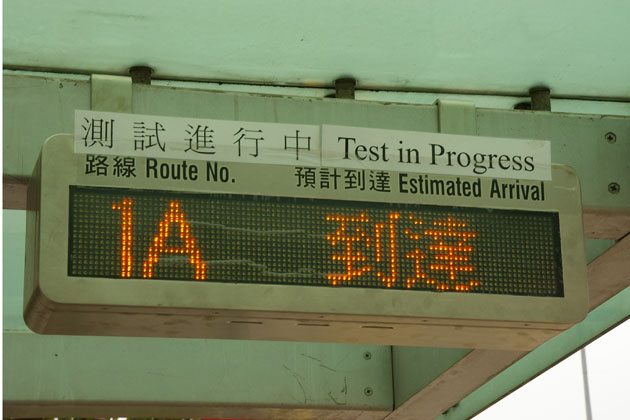 測試進行中 Test in Progress
路線 Route No. 預計到達 Estimated Arrival
1A 到達